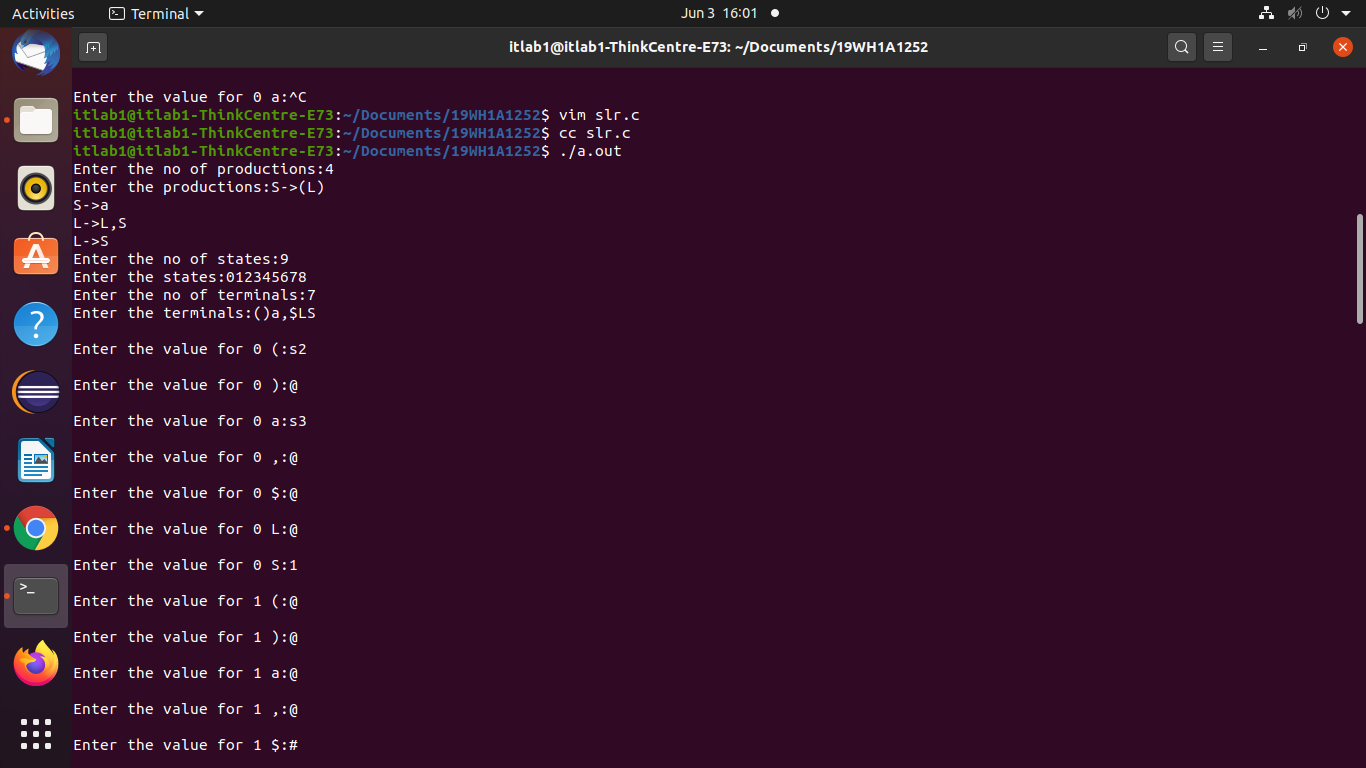 Activities
Terminal
Jun 3 16:01
itlab1@itlab1-ThinkCentre-E73: ~/Documents/19WH1A1252
Enter the value for 0 a:^C
itlab1@itlab1-ThinkCentre-E73:~/Documents/19WH1A1252$ vim slr.c
itlab1@itlab1-ThinkCentre-E73:~/Documents/19WH1A1252$ cc slr.c
itlab1@itlab1-ThinkCentre-E73:~/Documents/19WH1A1252$ ./a.out
Enter the no of productions:4
Enter the productions:S->(L)
S->a
L->L,S
L->S
Enter the no of states:9
Enter the states:012345678
Enter the no of terminals:7
Enter the terminals:()a,$LS
Enter the value for 0 (:s2
Enter the value for 0 ):@
Enter the value for 0 a:s3
Enter the value for 0 ,:@
Enter the value for 0 $:@
Enter the value for 0 L:@
Enter the value for 0 S:1
Enter the value for 1 (:@
Enter the value for 1 ):@
Enter the value for 1 a:@
Enter the value for 1 ,:@
Enter the value for 1 $:#